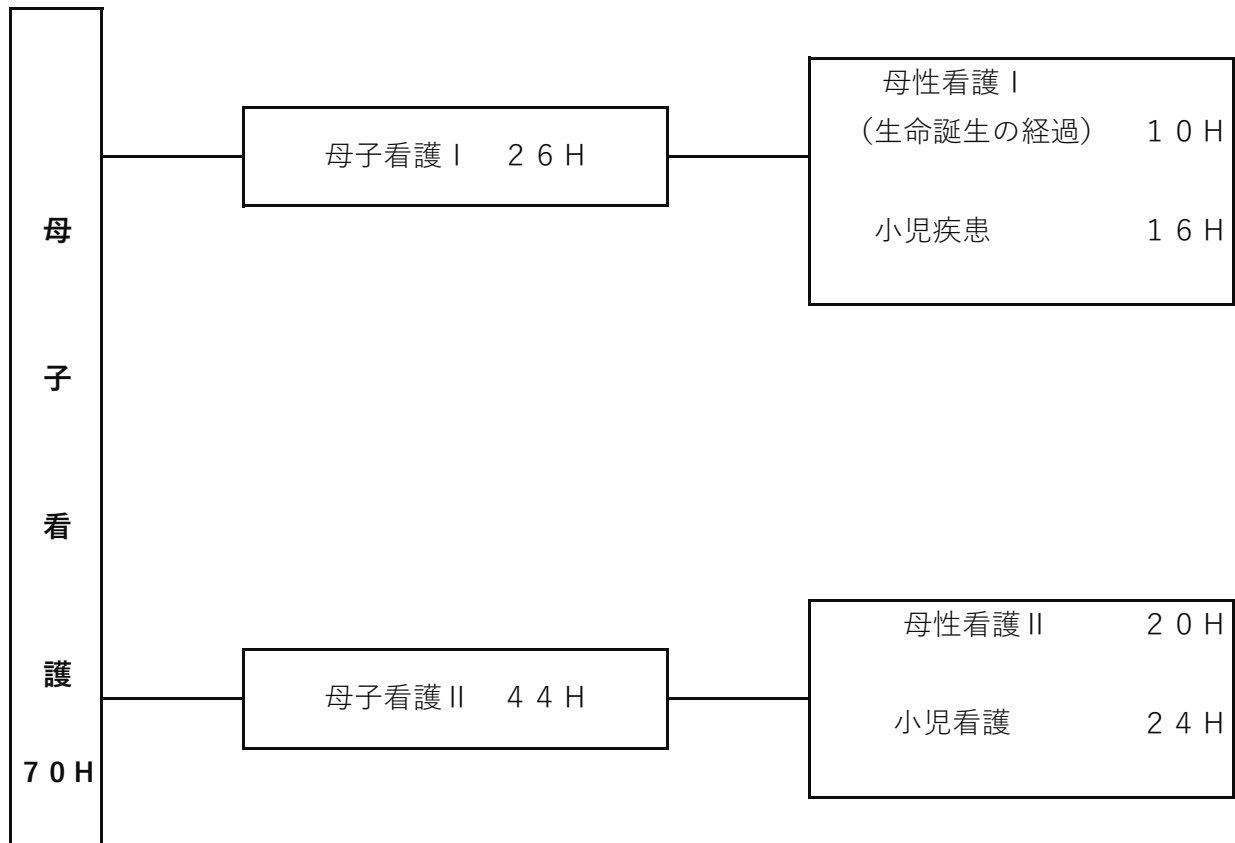 母子看護
７０H
母子看護Ⅰ　２６H
母性看護Ⅰ
（生命誕生の経過）　１０H
小児疾患　１６H
母子看護Ⅱ　４４H
母性看護Ⅱ　２０H
小児看護　２４H